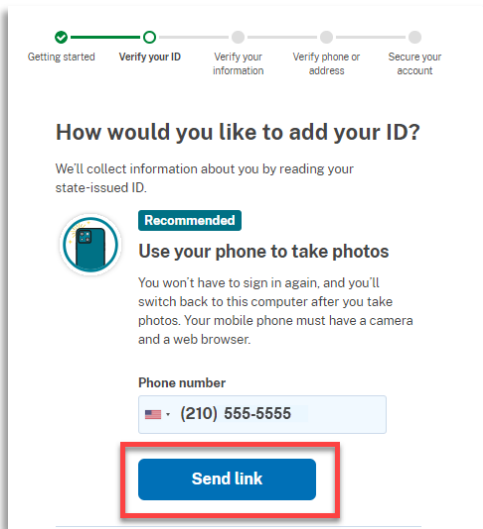 Getting started
Verify your ID
Verify your
information
Verify phone or
address
Secure your
account
How would you like to add your ID?
We'll collect information about you by reading your
state-issued ID.
Recommended
Use your phone to take photos
You won't have to sign in again, and you'll
switch back to this computer after you take
photos. Your mobile phone must have a camera
and a web browser.
Phone number
(210) 555-5555
Send link